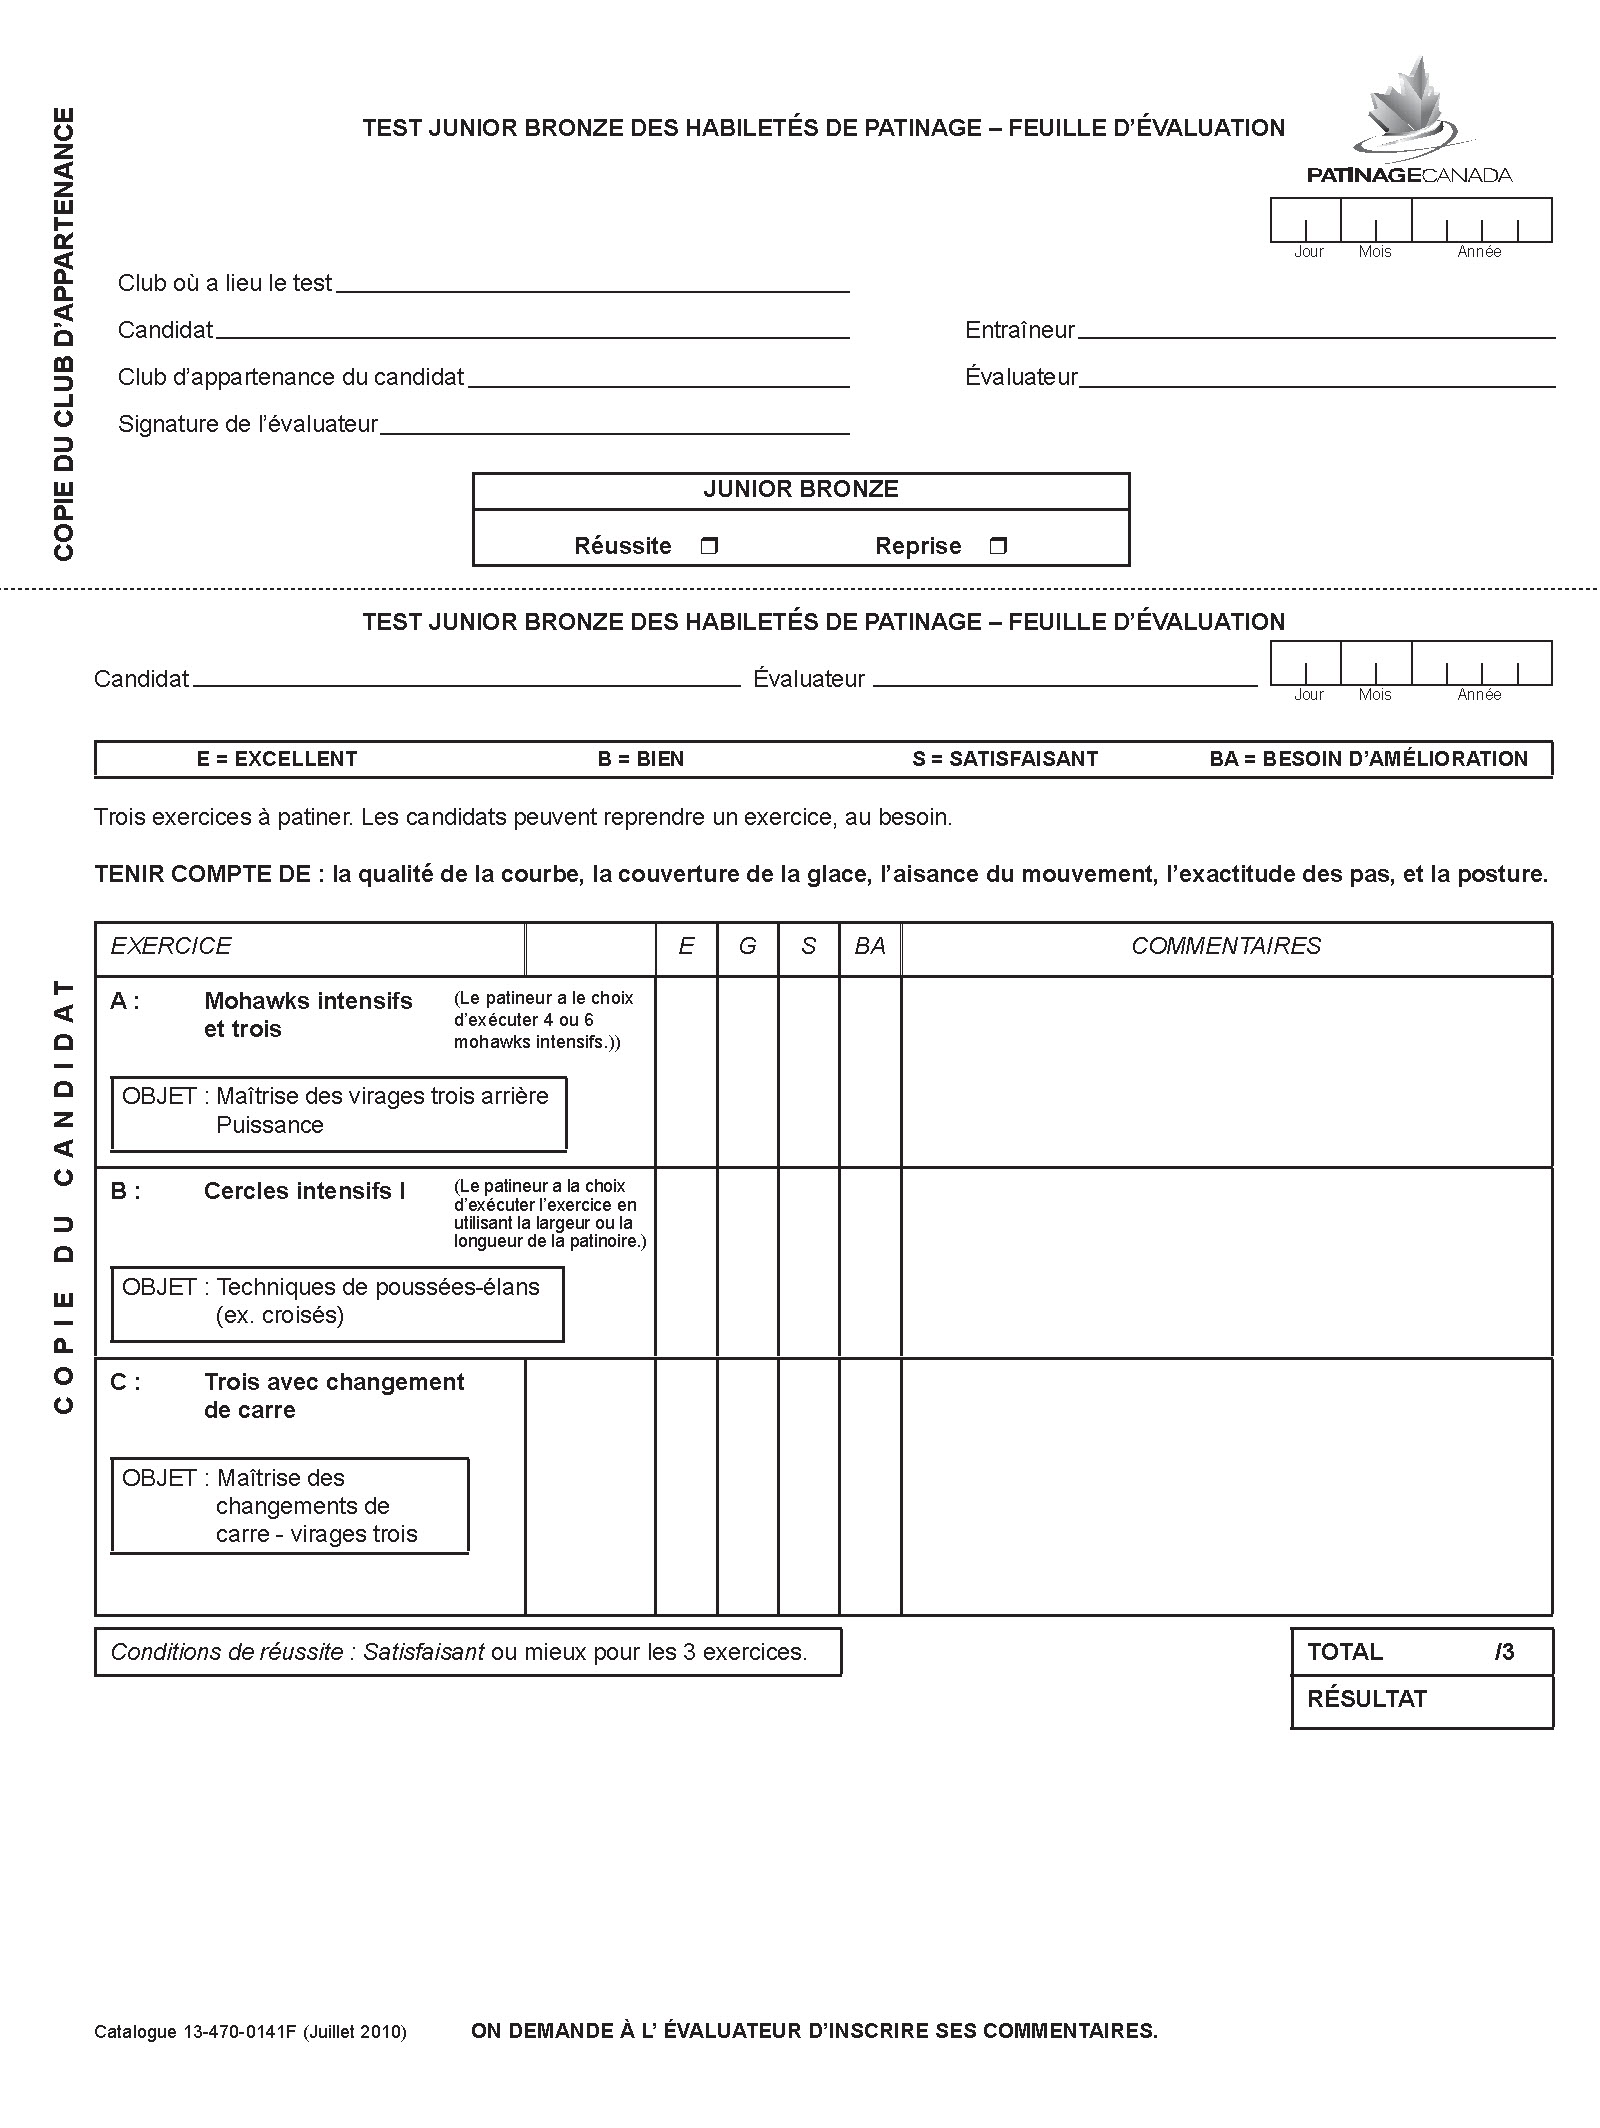 COPIE DU CLUB D'APPARTENANCE
TEST JUNIOR BRONZE DES HABILETÉS DE PATINAGE – FEUILLE D'ÉVALUATION
PATINAGECANADA
Jour Mois Année
Club où a lieu le test
Candidat Entraîneur
Club d'appartenance du candidat Évaluateur
Signature de l'évaluateur
JUNIOR BRONZE
Réussite ❒ Reprise ❒
TEST JUNIOR BRONZE DES HABILETÉS DE PATINAGE – FEUILLE D'ÉVALUATION
Candidat Évaluateur
Jour Mois Année
E = EXCELLENT B = BIEN S = SATISFAISANT BA = BESOIN D'AMÉLIORATION
Trois exercices à patiner. Les candidats peuvent reprendre un exercice, au besoin.
TENIR COMPTE DE : la qualité de la courbe, la couverture de la glace, l'aisance du mouvement, l'exactitude des pas, et la posture.
COPIE DU CANDIDAT
EXERCICE E G S BA COMMENTAIRES
A : Mohawks intensifs
et trois
(Le patineur a le choix
d'exécuter 4 ou 6
mohawks intensifs.))
OBJET : Maîtrise des virages trois arrière
Puissance
B : Cercles intensifs I
(Le patineur a la choix
d'exécuter l'exercice en
utilisant la largeur ou la
longueur de la patinoire.)
OBJET : Techniques de poussées-élans
(ex. croisés)
C : Trois avec changement
de carre
OBJET : Maîtrise des
changements de
carre - virages trois
Conditions de réussite : Satisfaisant ou mieux pour les 3 exercices.
TOTAL /3
RÉSULTAT
Catalogue 13-470-0141F (Juillet 2010) ON DEMANDE À L' ÉVALUATEUR D'INSCRIRE SES COMMENTAIRES.